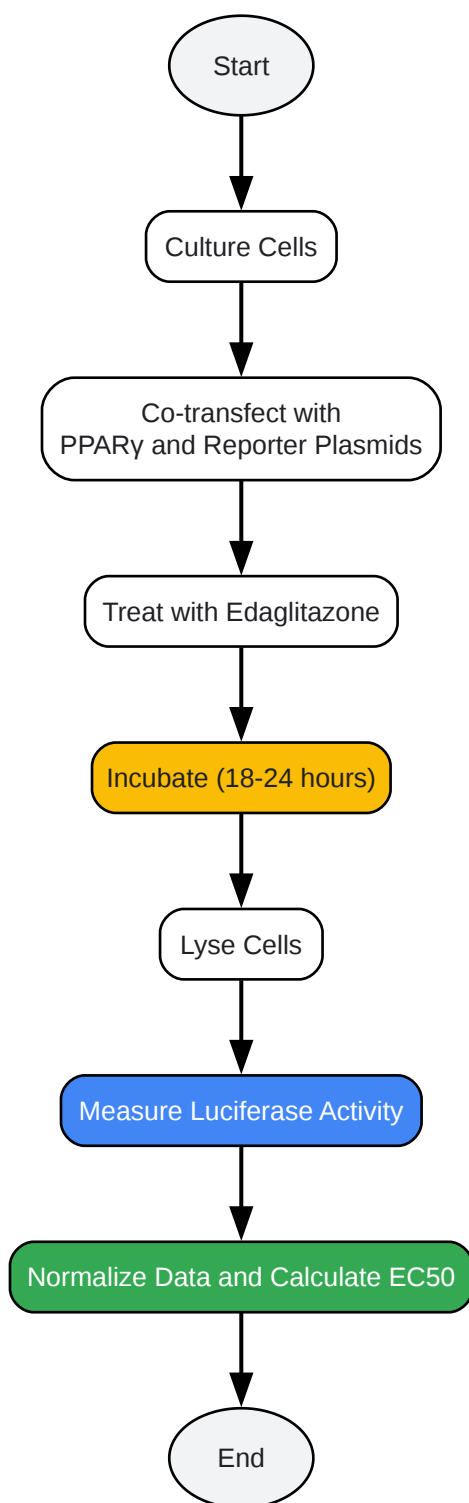 Start
Culture Cells
Co-transfect with
PPARγ and Reporter Plasmids
Treat with Edaglitazone
Incubate (18-24 hours)
Lyse Cells
Measure Luciferase Activity
Normalize Data and Calculate EC50
End